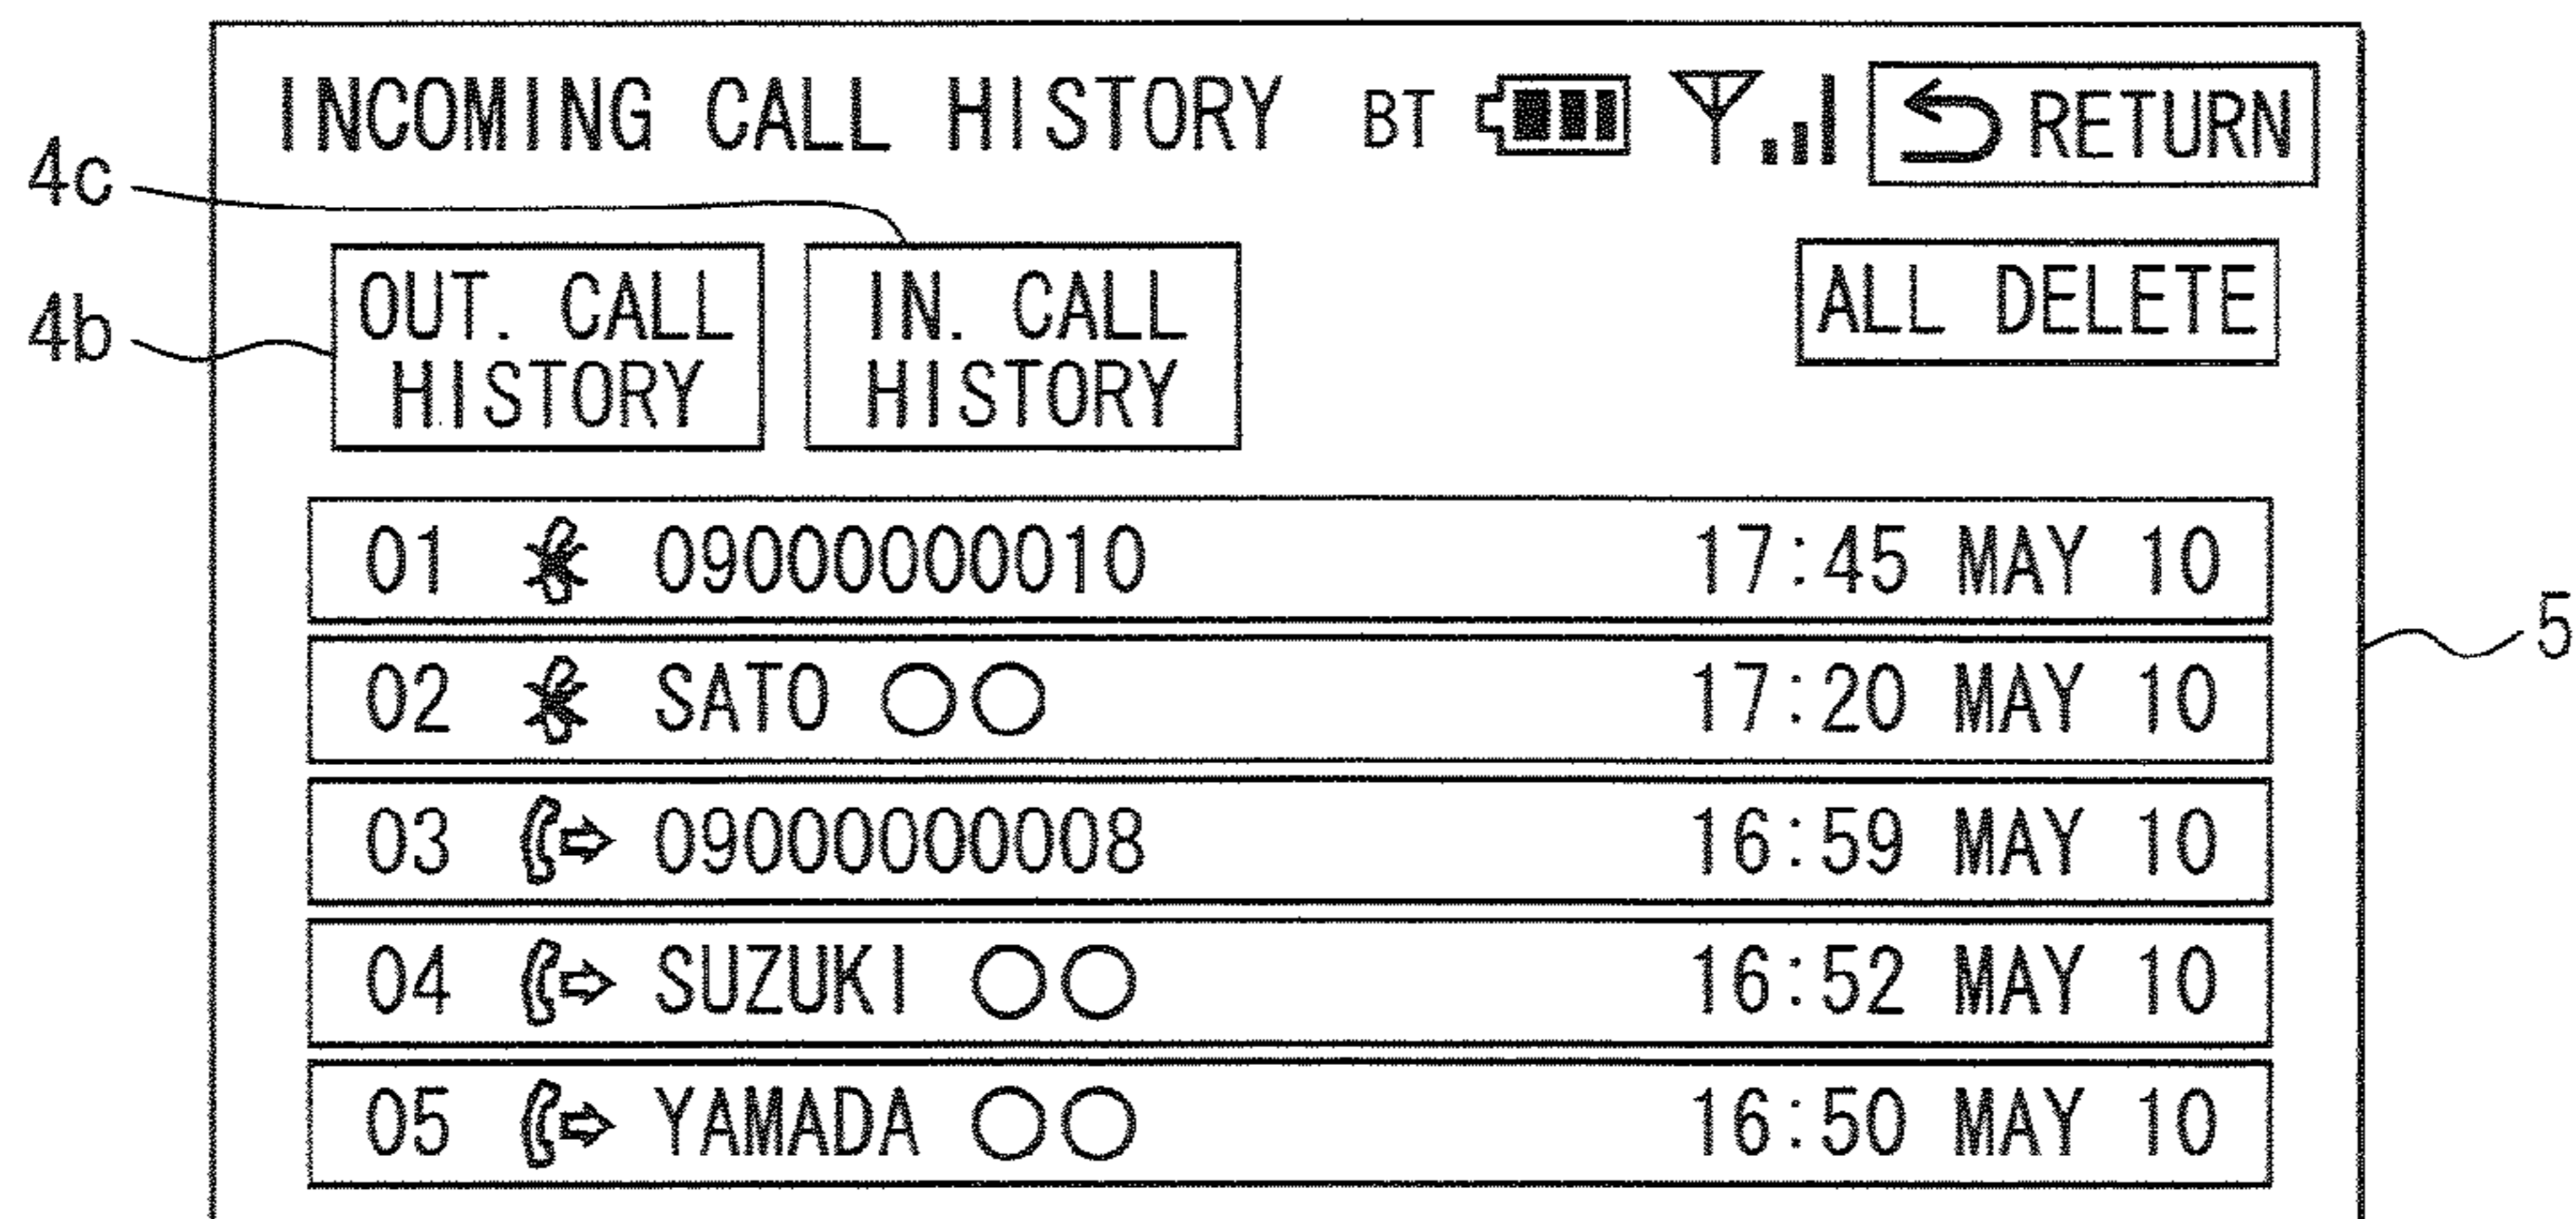 INCOMING CALL HISTORY BT RETURN
4c
OUT. CALL HISTORY
IN. CALL HISTORY
ALL DELETE
4b
01 09000000010 17:45 MAY 10
5
02 SATO ○○ 17:20 MAY 10
03 09000000008 16:59 MAY 10
04 SUZUKI ○○ 16:52 MAY 10
05 YAMADA ○○ 16:50 MAY 10